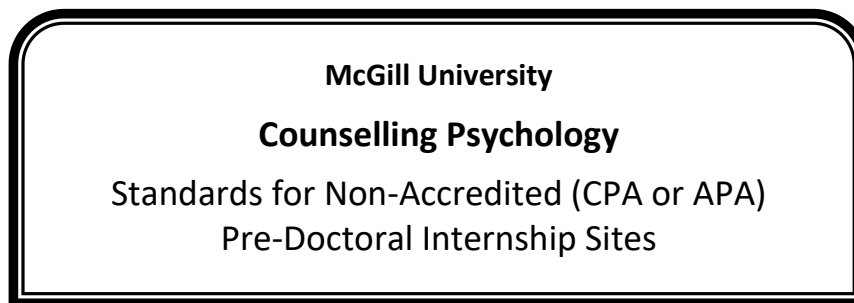 McGill University
Counselling Psychology
Standards for Non-Accredited (CPA or APA)
Pre-Doctoral Internship Sites